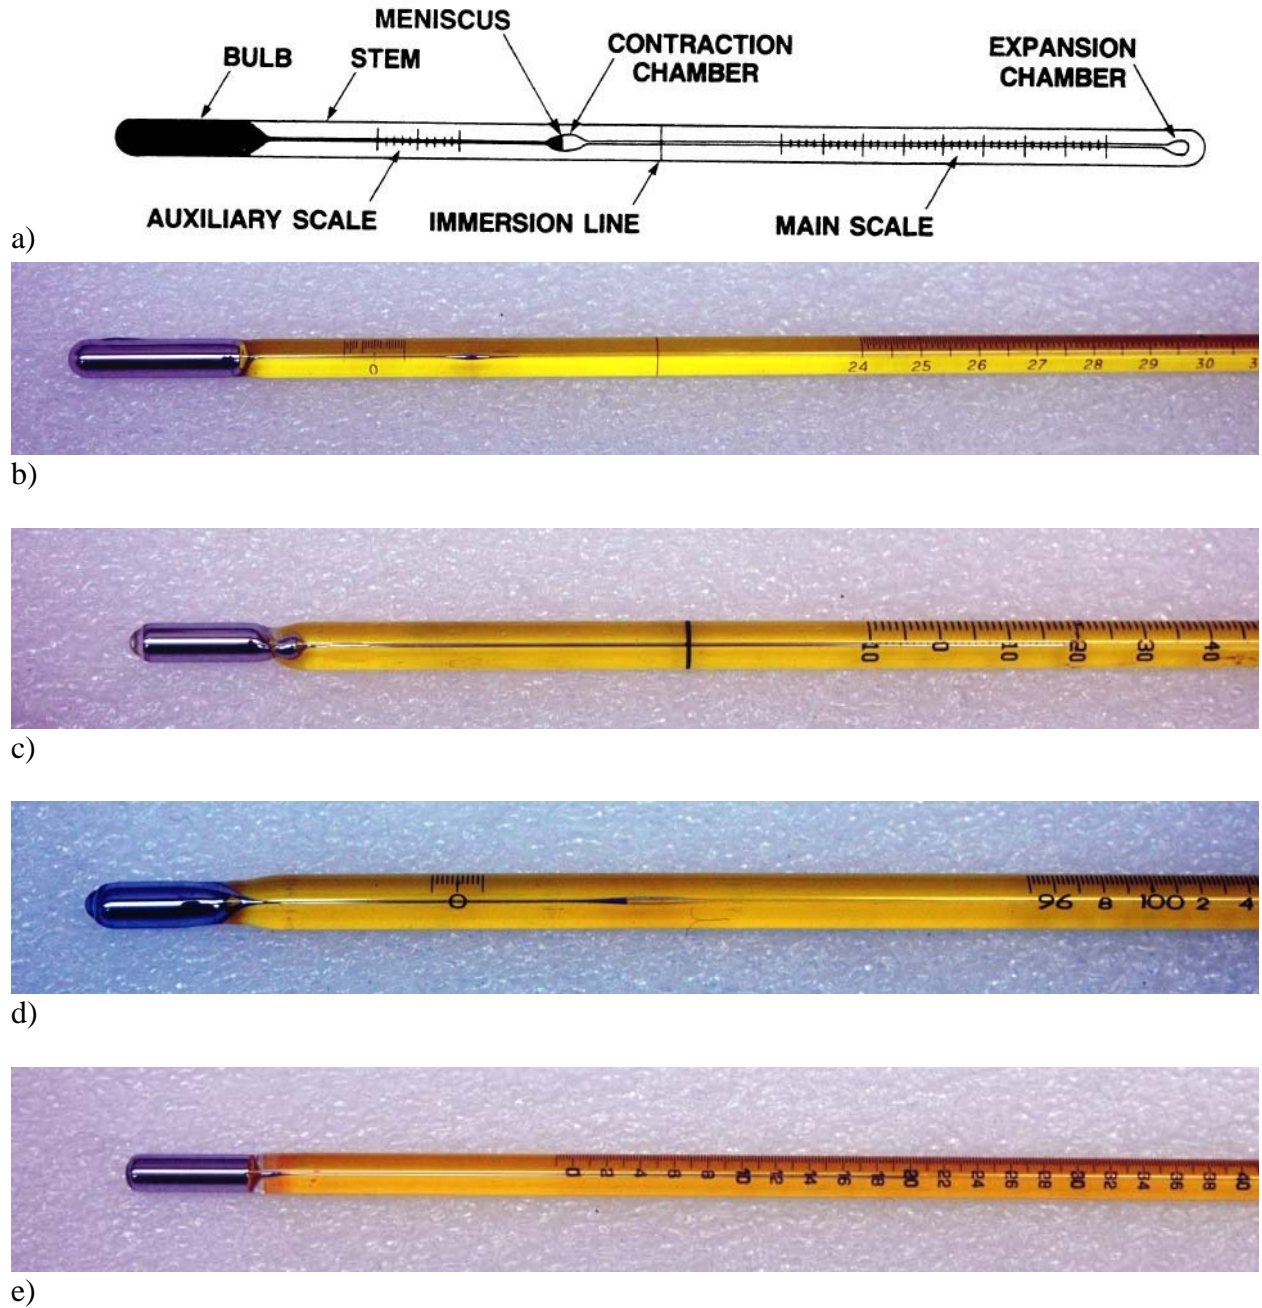 MENISCUS
BULB STEM CONTRACTION CHAMBER EXPANSION CHAMBER
AUXILIARY SCALE IMMERSION LINE MAIN SCALE
a)
0 24 25 26 27 28 29 30 3
b)
10 0 10 20 30 40
c)
0 96 8 100 2 4
d)
0 2 4 6 8 10 12 14 16 18 20 22 24 26 28 30 32 34 36 38 40
e)